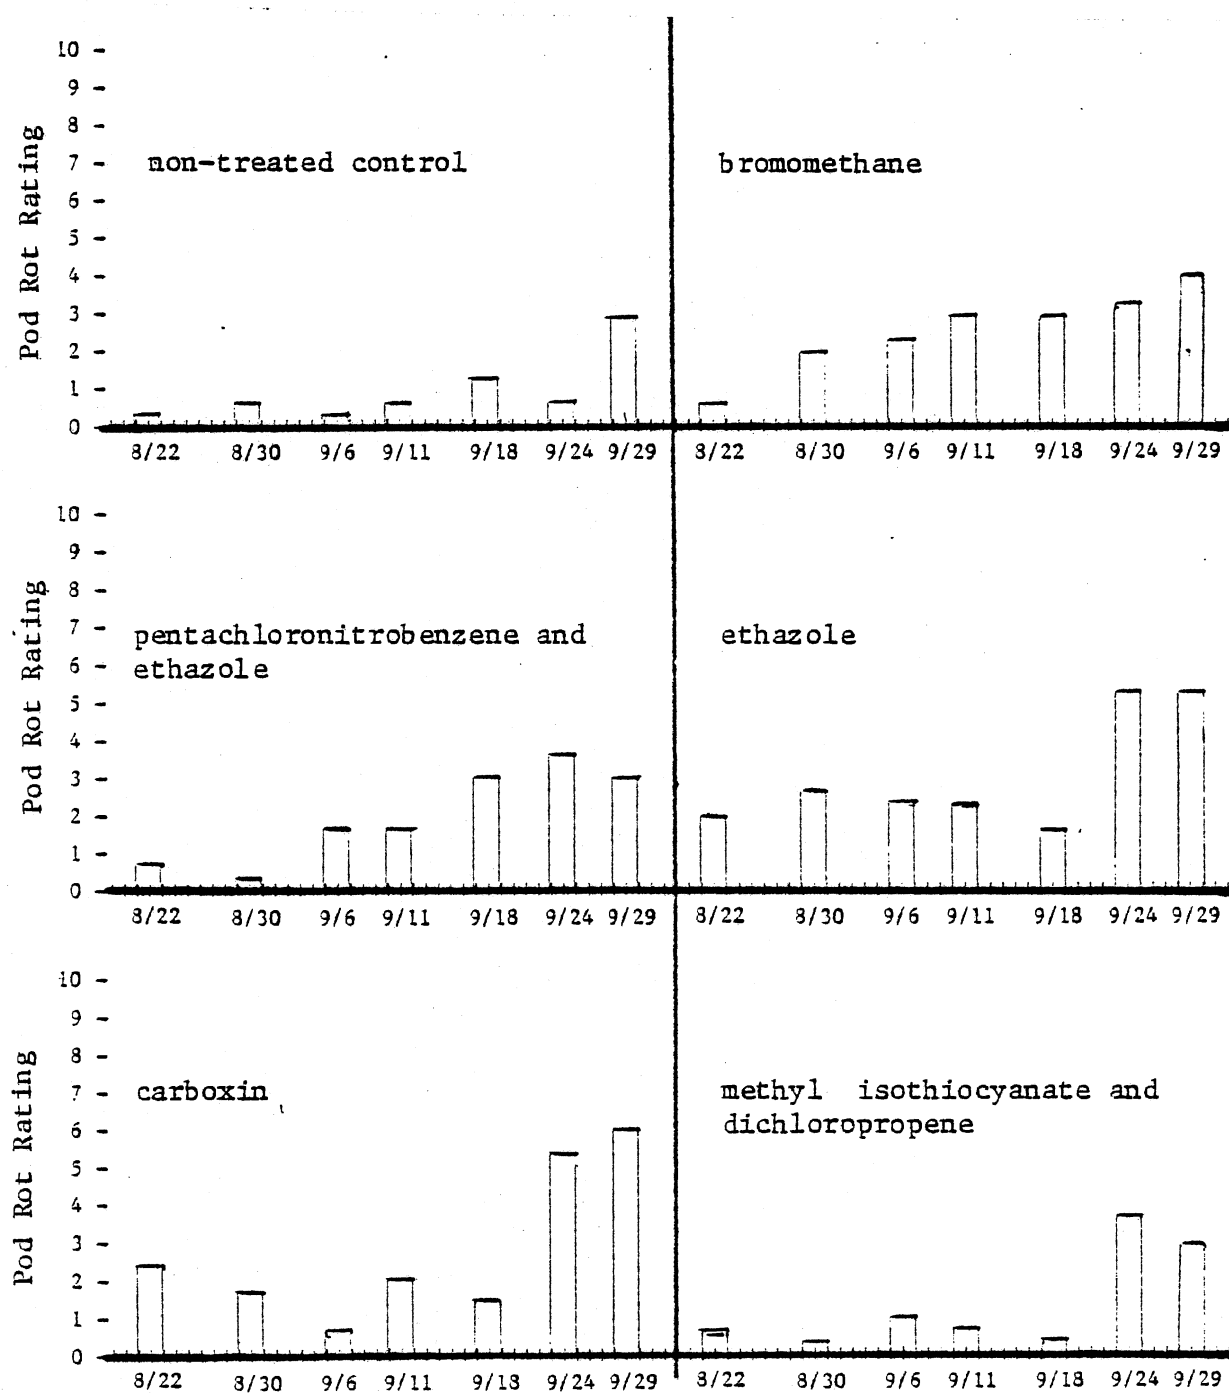 Pod Rot Rating
10
9
8
7
6
5
4
3
2
1
0
non-treated control
8/22 8/30 9/6 9/11 9/18 9/24 9/29
bromomethane
8/22 8/30 9/6 9/11 9/18 9/24 9/29
Pod Rot Rating
10
9
8
7
6
5
4
3
2
1
0
pentachloronitrobenzene and
ethazole
8/22 8/30 9/6 9/11 9/18 9/24 9/29
ethazole
8/22 8/30 9/6 9/11 9/18 9/24 9/29
Pod Rot Rating
10
9
8
7
6
5
4
3
2
1
0
carboxin
8/22 8/30 9/6 9/11 9/18 9/24 9/29
methyl isothiocyanate and
dichloropropene
8/22 8/30 9/6 9/11 9/18 9/24 9/29